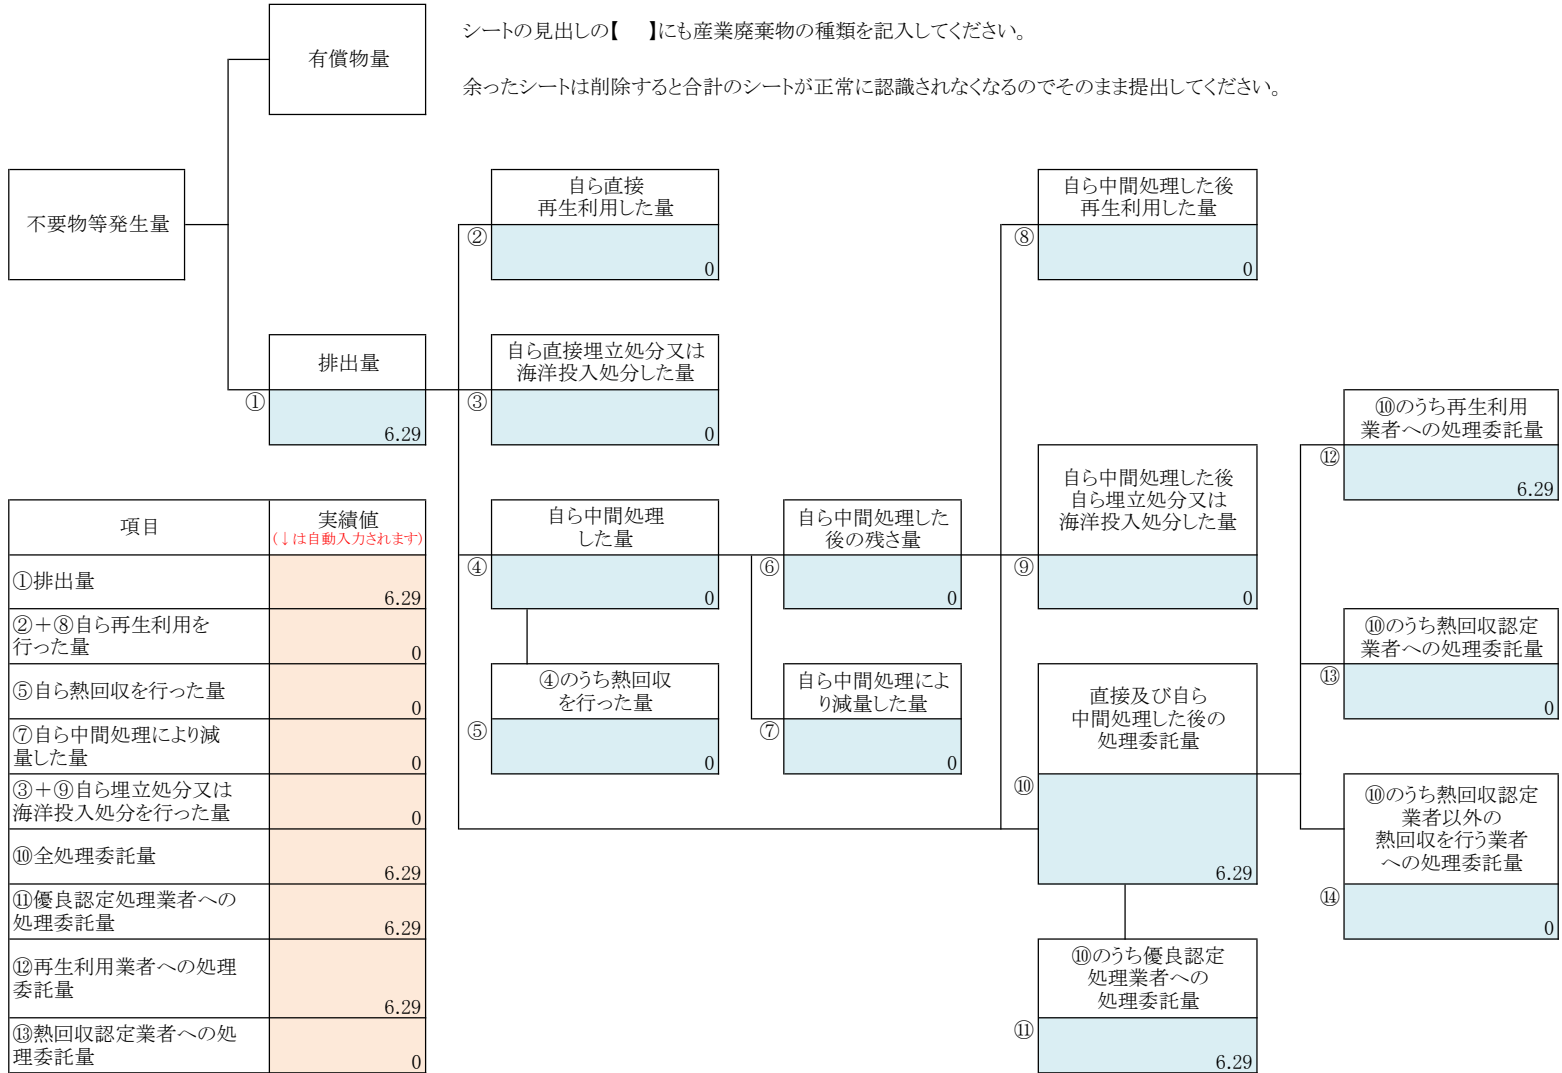 シートの見出しの【　】にも産業廃棄物の種類を記入してください。
余ったシートは削除すると合計のシートが正常に認識されなくなるのでそのまま提出してください。
有償物量
不要物等発生量
排出量
①
6.29
自ら直接
再生利用した量
②
0
自ら直接埋立処分又は
海洋投入処分した量
③
0
自ら中間処理
した量
④
0
④のうち熱回収
を行った量
⑤
0
自ら中間処理した
後の残さ量
⑥
0
自ら中間処理によ
り減量した量
⑦
0
自ら中間処理した後
再生利用した量
⑧
0
自ら中間処理した後
自ら埋立処分又は
海洋投入処分した量
⑨
0
直接及び自ら
中間処理した後の
処理委託量
⑩
6.29
⑩のうち優良認定
処理業者への
処理委託量
⑪
6.29
⑩のうち再生利用
業者への処理委託量
⑫
6.29
⑩のうち熱回収認定
業者への処理委託量
⑬
0
⑩のうち熱回収認定
業者以外の
熱回収を行う業者
への処理委託量
⑭
0
項目
実績値
(↓は自動入力されます)
①排出量
6.29
②＋⑧自ら再生利用を
行った量
0
⑤自ら熱回収を行った量
0
⑦自ら中間処理により減
量した量
0
③＋⑨自ら埋立処分又は
海洋投入処分を行った量
0
⑩全処理委託量
6.29
⑪優良認定処理業者への
処理委託量
6.29
⑫再生利用業者への処理
委託量
6.29
⑬熱回収認定業者への処
理委託量
0